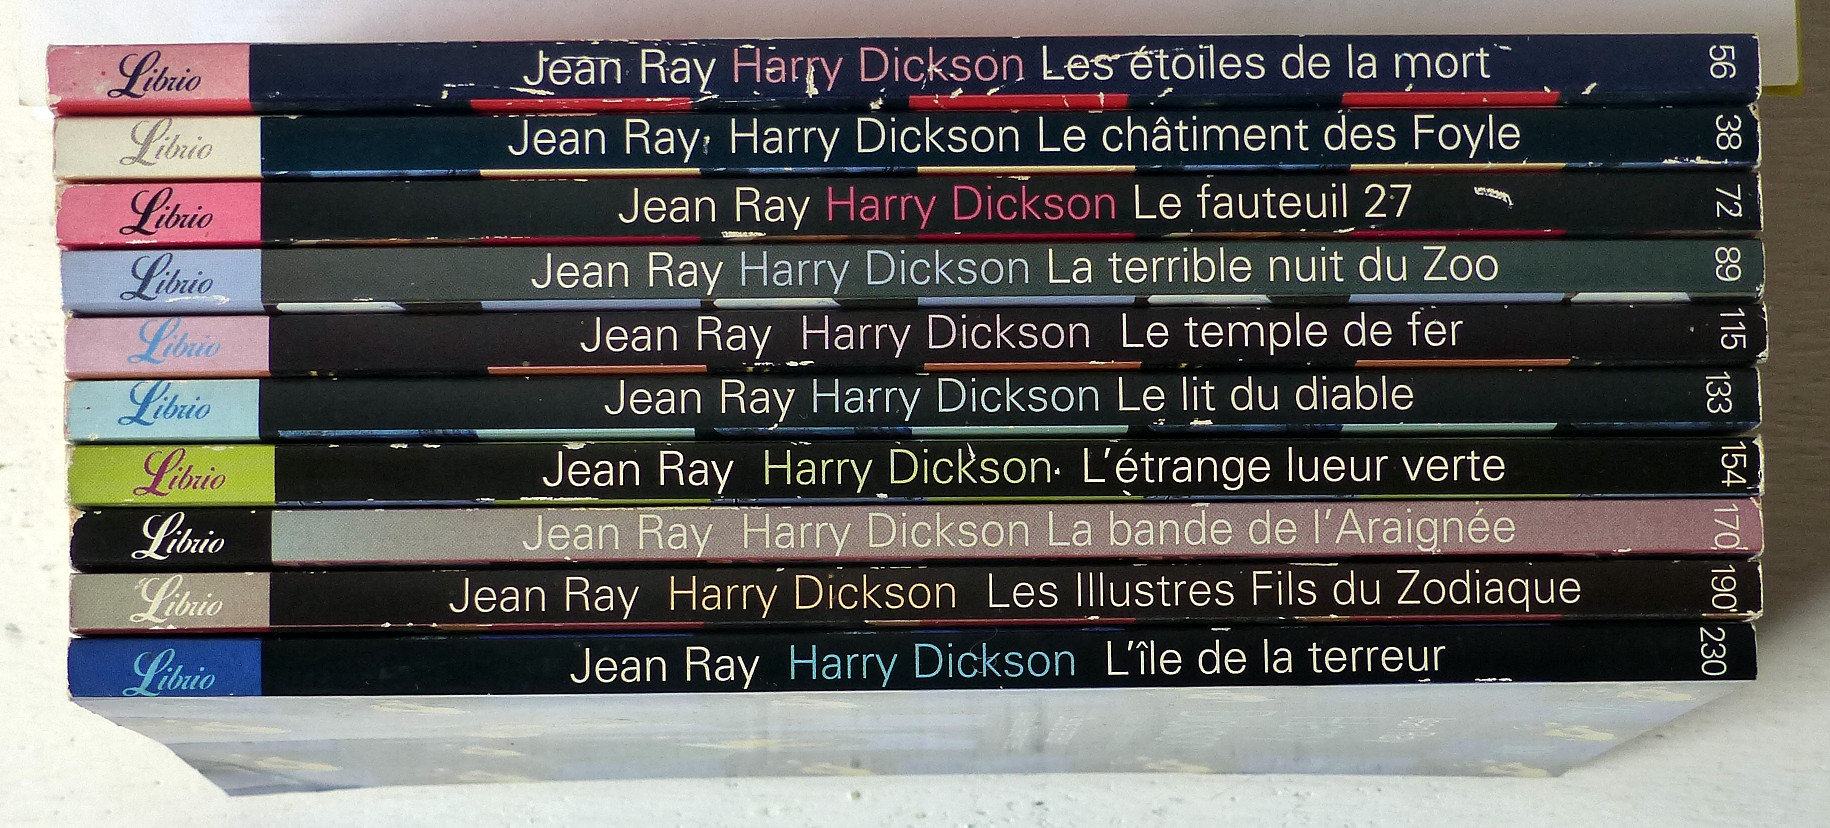 Librio Jean Ray Harry Dickson Les étoiles de la mort 56
Librio Jean Ray Harry Dickson Le châtiment des Foyle 38
Librio Jean Ray Harry Dickson Le fauteuil 27 72
Librio Jean Ray Harry Dickson La terrible nuit du Zoo 89
Librio Jean Ray Harry Dickson Le temple de fer 115
Librio Jean Ray Harry Dickson Le lit du diable 133
Librio Jean Ray Harry Dickson L'étrange lueur verte 154
Librio Jean Ray Harry Dickson La bande de l'Araignée 170
Librio Jean Ray Harry Dickson Les Illustres Fils du Zodiaque 190
Librio Jean Ray Harry Dickson L'île de la terreur 230